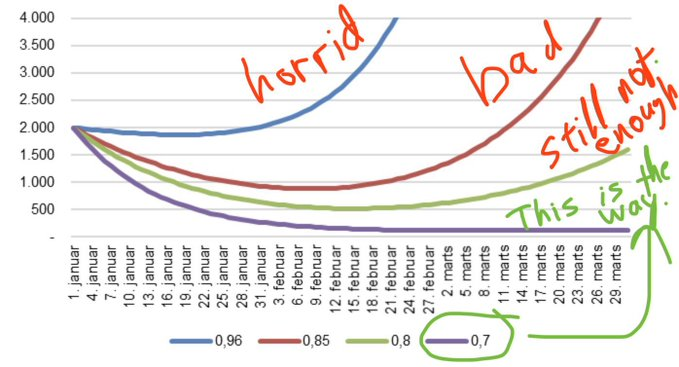 4.000
3.500
3.000
2.500
2.000
1.500
1.000
500
-
horrid
bad
still not
enough
This is the
way.
1. januar
4. januar
7. januar
10. januar
13. januar
16. januar
19. januar
22. januar
25. januar
28. januar
31. januar
3. februar
6. februar
9. februar
12. februar
15. februar
18. februar
21. februar
24. februar
27. februar
2. marts
5. marts
8. marts
11. marts
14. marts
17. marts
20. marts
23. marts
26. marts
29. marts
0,96 0,85 0,8 0,7